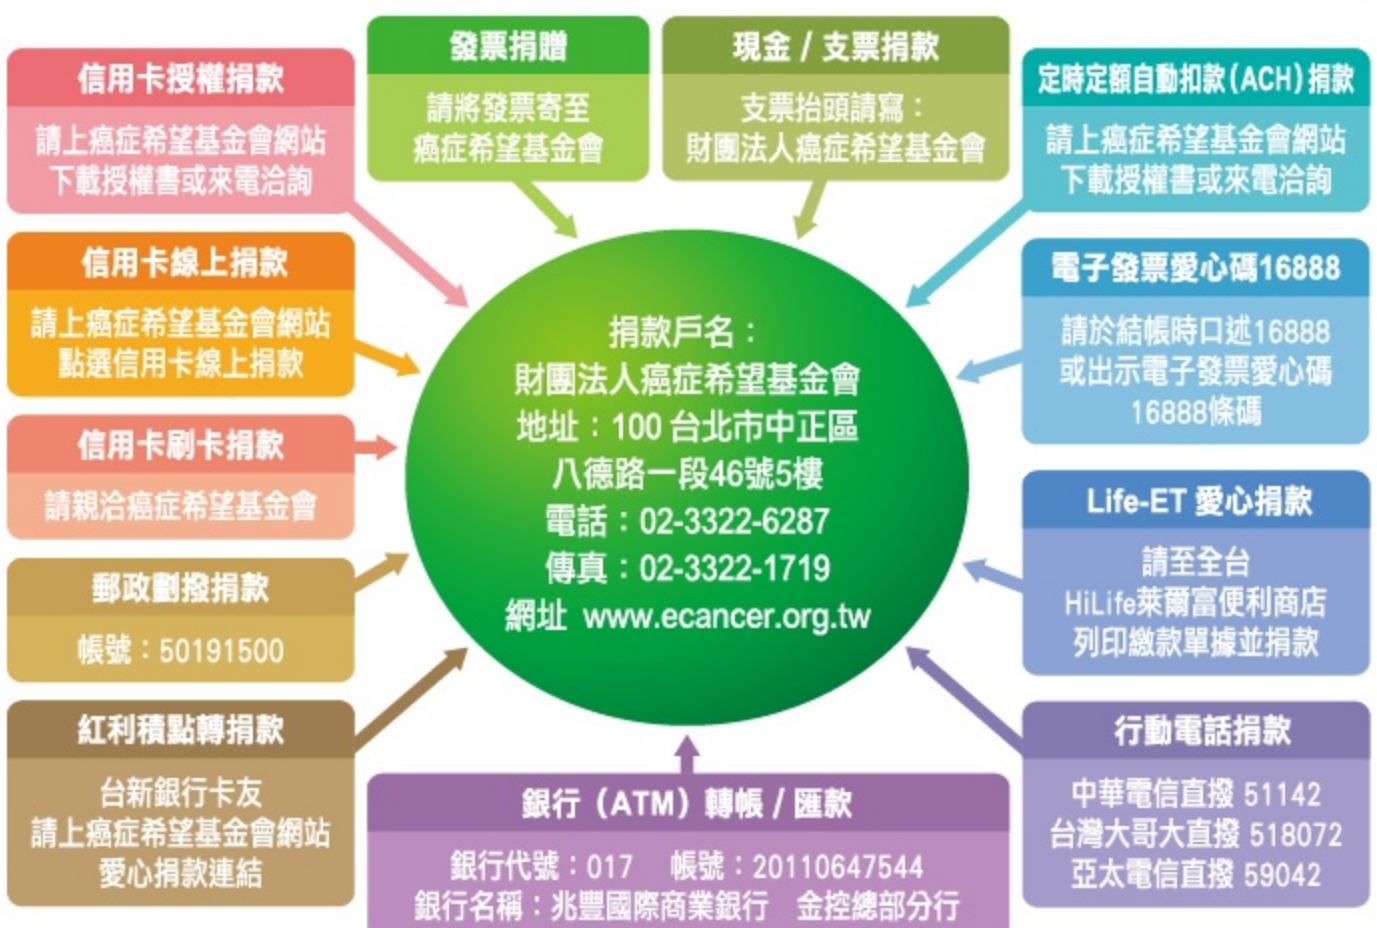 信用卡授權捐款
請上癌症希望基金會網站
下載授權書或來電洽詢
發票捐贈
請將發票寄至
癌症希望基金會
現金 / 支票捐款
支票抬頭請寫：
財團法人癌症希望基金會
定時定額自動扣款(ACH)捐款
請上癌症希望基金會網站
下載授權書或來電洽詢
信用卡線上捐款
請上癌症希望基金會網站
點選信用卡線上捐款
電子發票愛心碼16888
請於結帳時口述16888
或出示電子發票愛心碼
16888條碼
捐款戶名：
財團法人癌症希望基金會
地址：100 台北市中正區
八德路一段46號5樓
電話：02-3322-6287
傳真：02-3322-1719
網址 www.ecancer.org.tw
信用卡刷卡捐款
請親洽癌症希望基金會
Life-ET 愛心捐款
請至全台
HiLife萊爾富便利商店
列印繳款單據並捐款
郵政劃撥捐款
帳號：50191500
紅利積點轉捐款
台新銀行卡友
請上癌症希望基金會網站
愛心捐款連結
行動電話捐款
中華電信直撥 51142
台灣大哥大直撥 518072
亞太電信直撥 59042
銀行（ATM）轉帳 / 匯款
銀行代號：017 帳號：20110647544
銀行名稱：兆豐國際商業銀行 金控總部分行